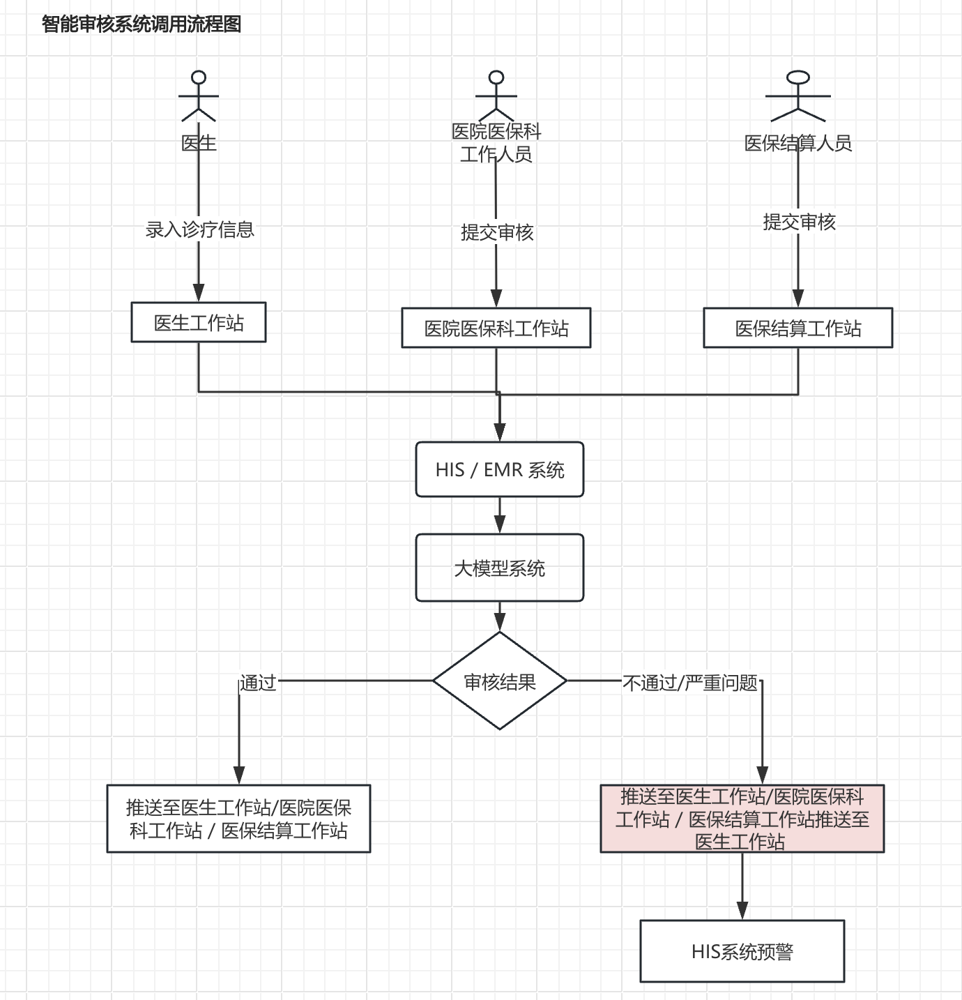 智能审核系统调用流程图
医生
医院医保科
工作人员
医保结算人员
录入诊疗信息
提交审核
提交审核
医生工作站
医院医保科工作站
医保结算工作站
HIS / EMR 系统
大模型系统
审核结果
通过
不通过/严重问题
推送至医生工作站/医院医保
科工作站 / 医保结算工作站
推送至医生工作站/医院医保科
工作站 / 医保结算工作站推送至
医生工作站
HIS系统预警